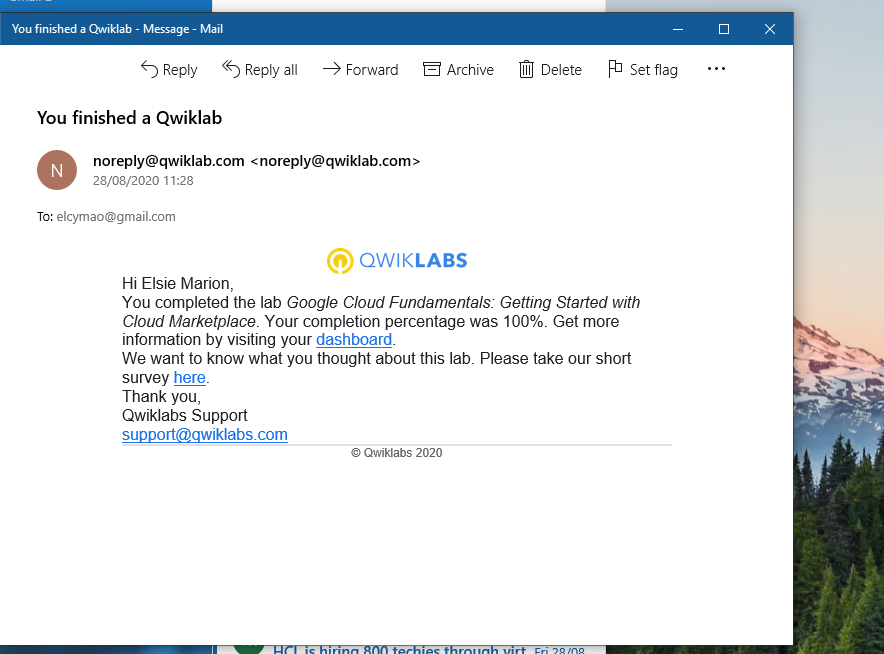 You finished a Qwiklab - Message - Mail
Reply Reply all Forward Archive Delete Set flag
You finished a Qwiklab
N
noreply@qwiklab.com <noreply@qwiklab.com>
28/08/2020 11:28
To: elcymao@gmail.com
QWIKLABS
Hi Elsie Marion,
You completed the lab Google Cloud Fundamentals: Getting Started with
Cloud Marketplace. Your completion percentage was 100%. Get more
information by visiting your dashboard.
We want to know what you thought about this lab. Please take our short
survey here.
Thank you,
Qwiklabs Support
support@qwiklabs.com
© Qwiklabs 2020
HCL is hiring 800 techies through virt Fri 28/08